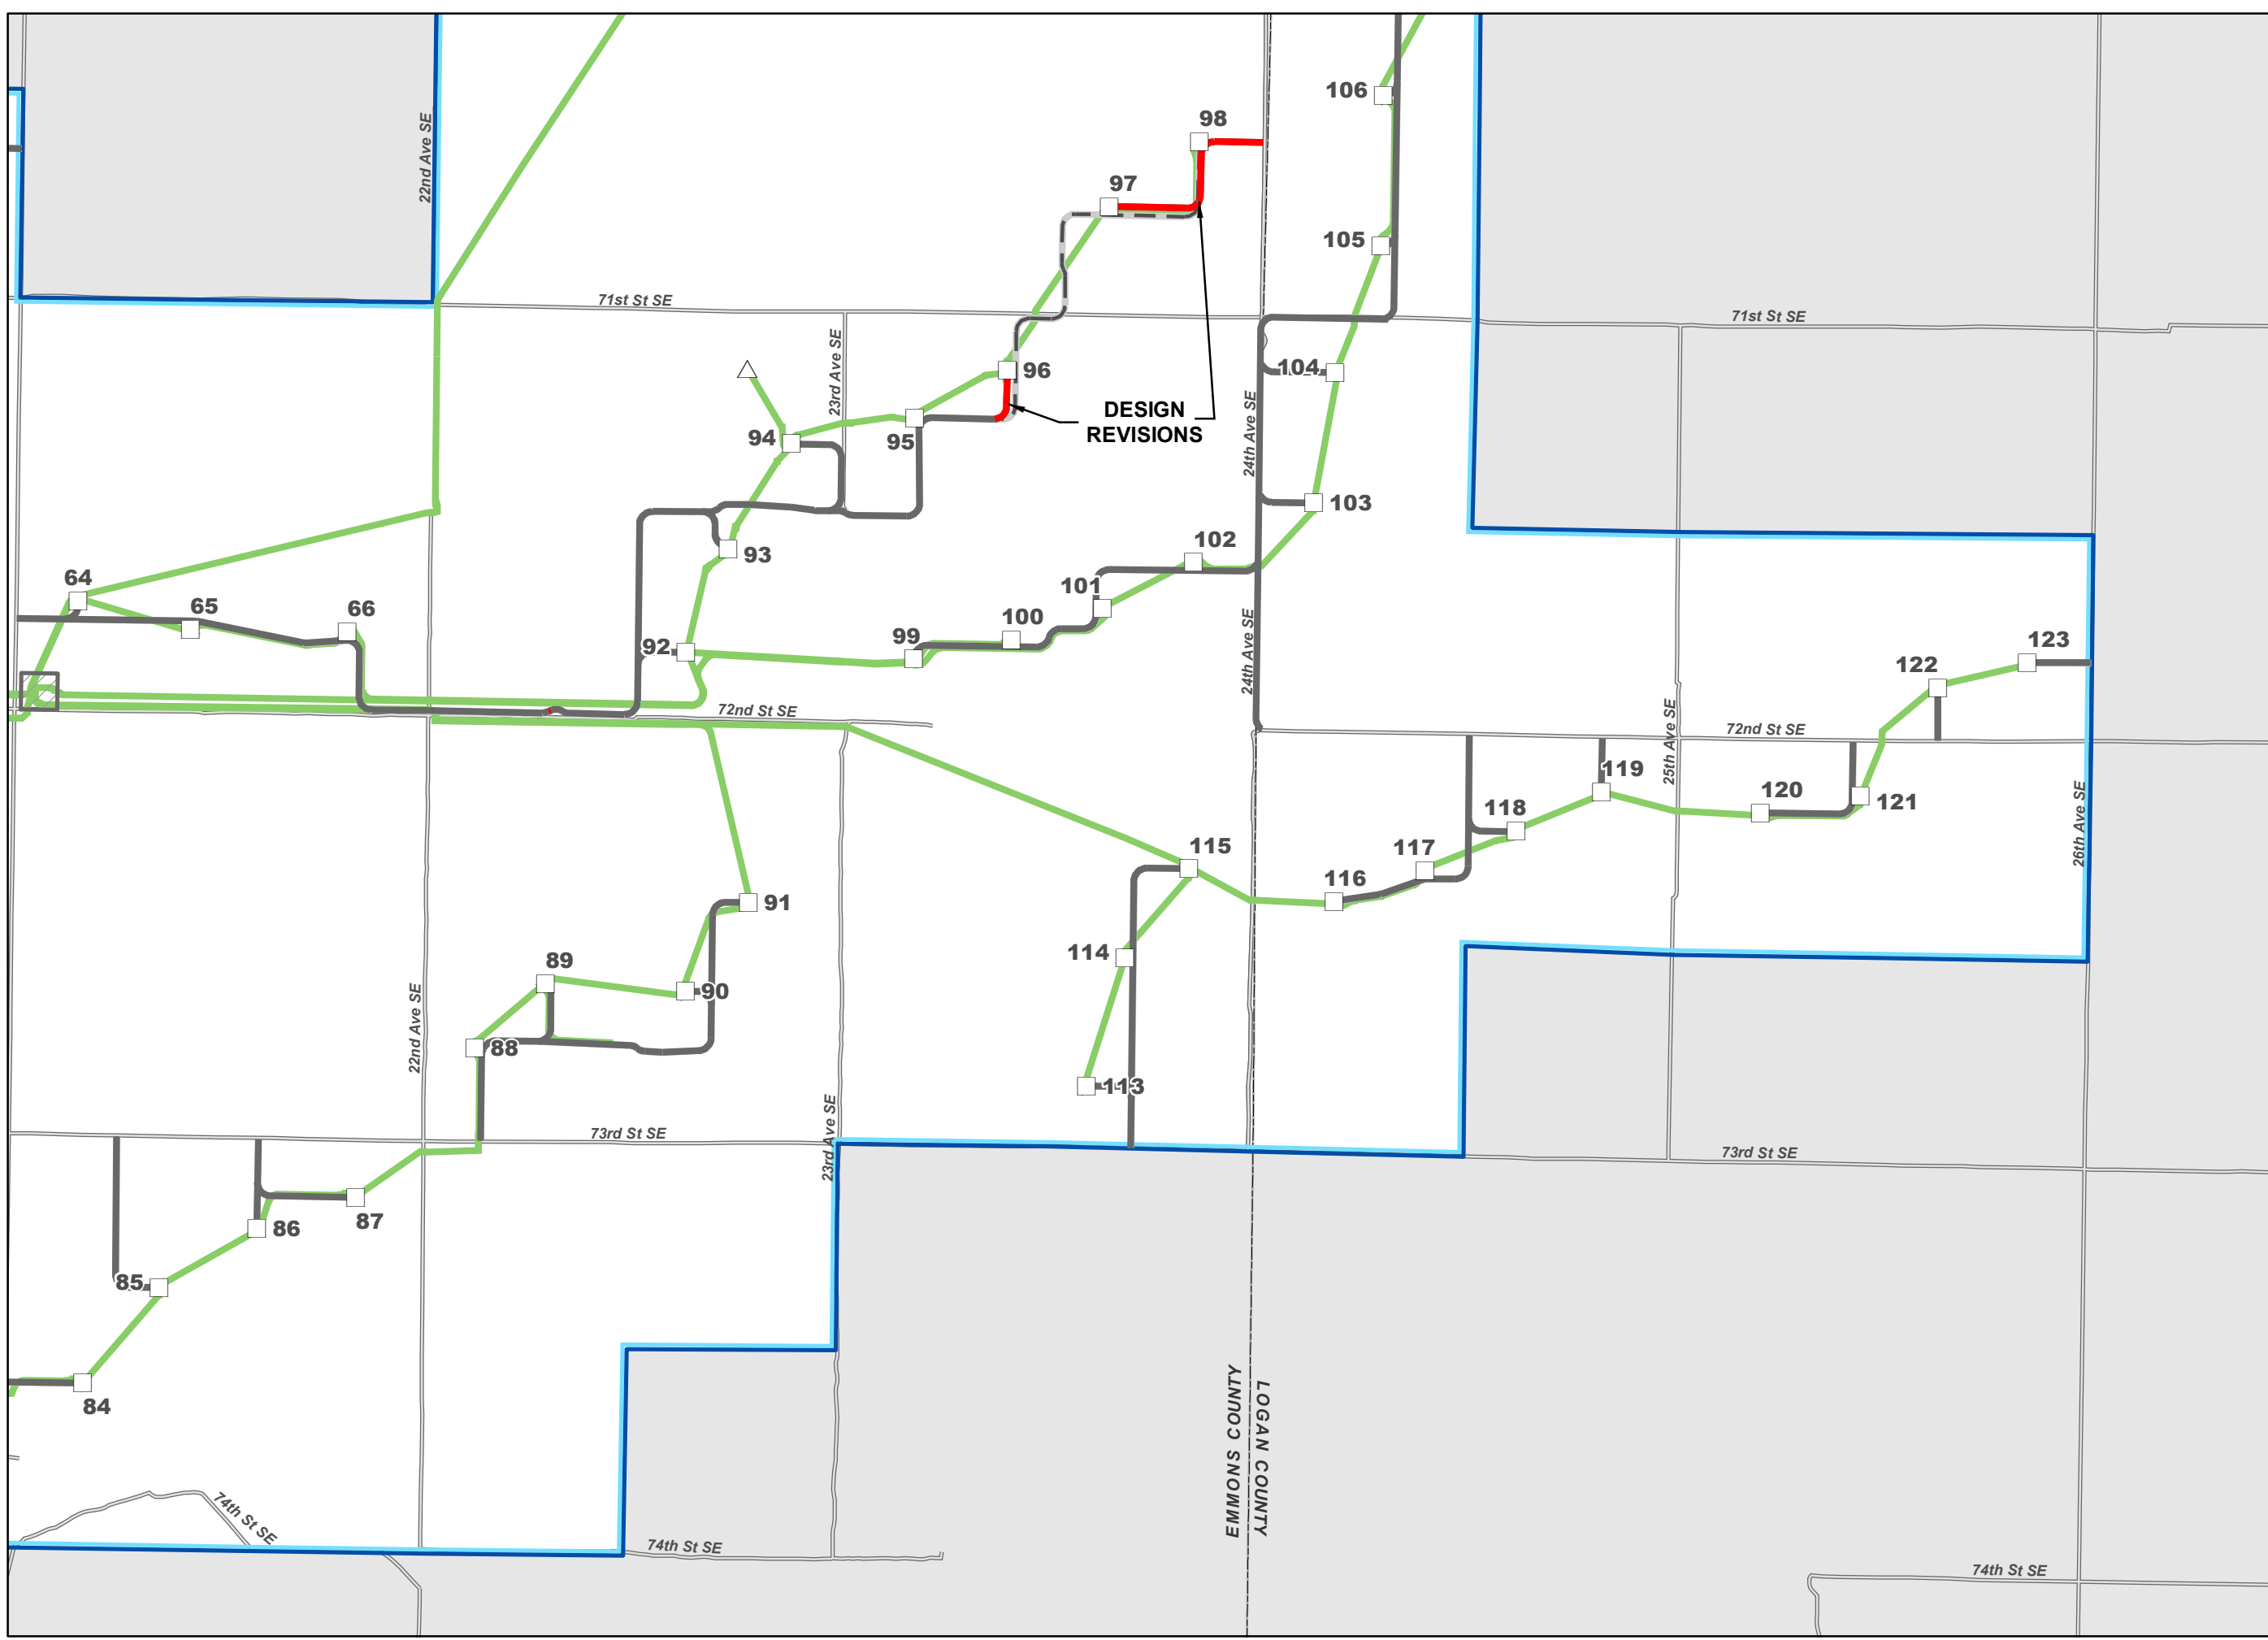 106
98
22nd Ave SE
97
105
71st St SE
71st St SE
23rd Ave SE
104
96
24th Ave SE
DESIGN
REVISIONS
94
95
103
93
102
64
101
65
66
100
99
92
24th Ave SE
123
122
25th Ave SE
72nd St SE
72nd St SE
119
120
121
118
26th Ave SE
115
117
116
91
114
89
90
22nd Ave SE
88
113
23rd Ave SE
73rd St SE
73rd St SE
87
86
85
84
EMMONS COUNTY
LOGAN COUNTY
74th St SE
74th St SE
74th St SE